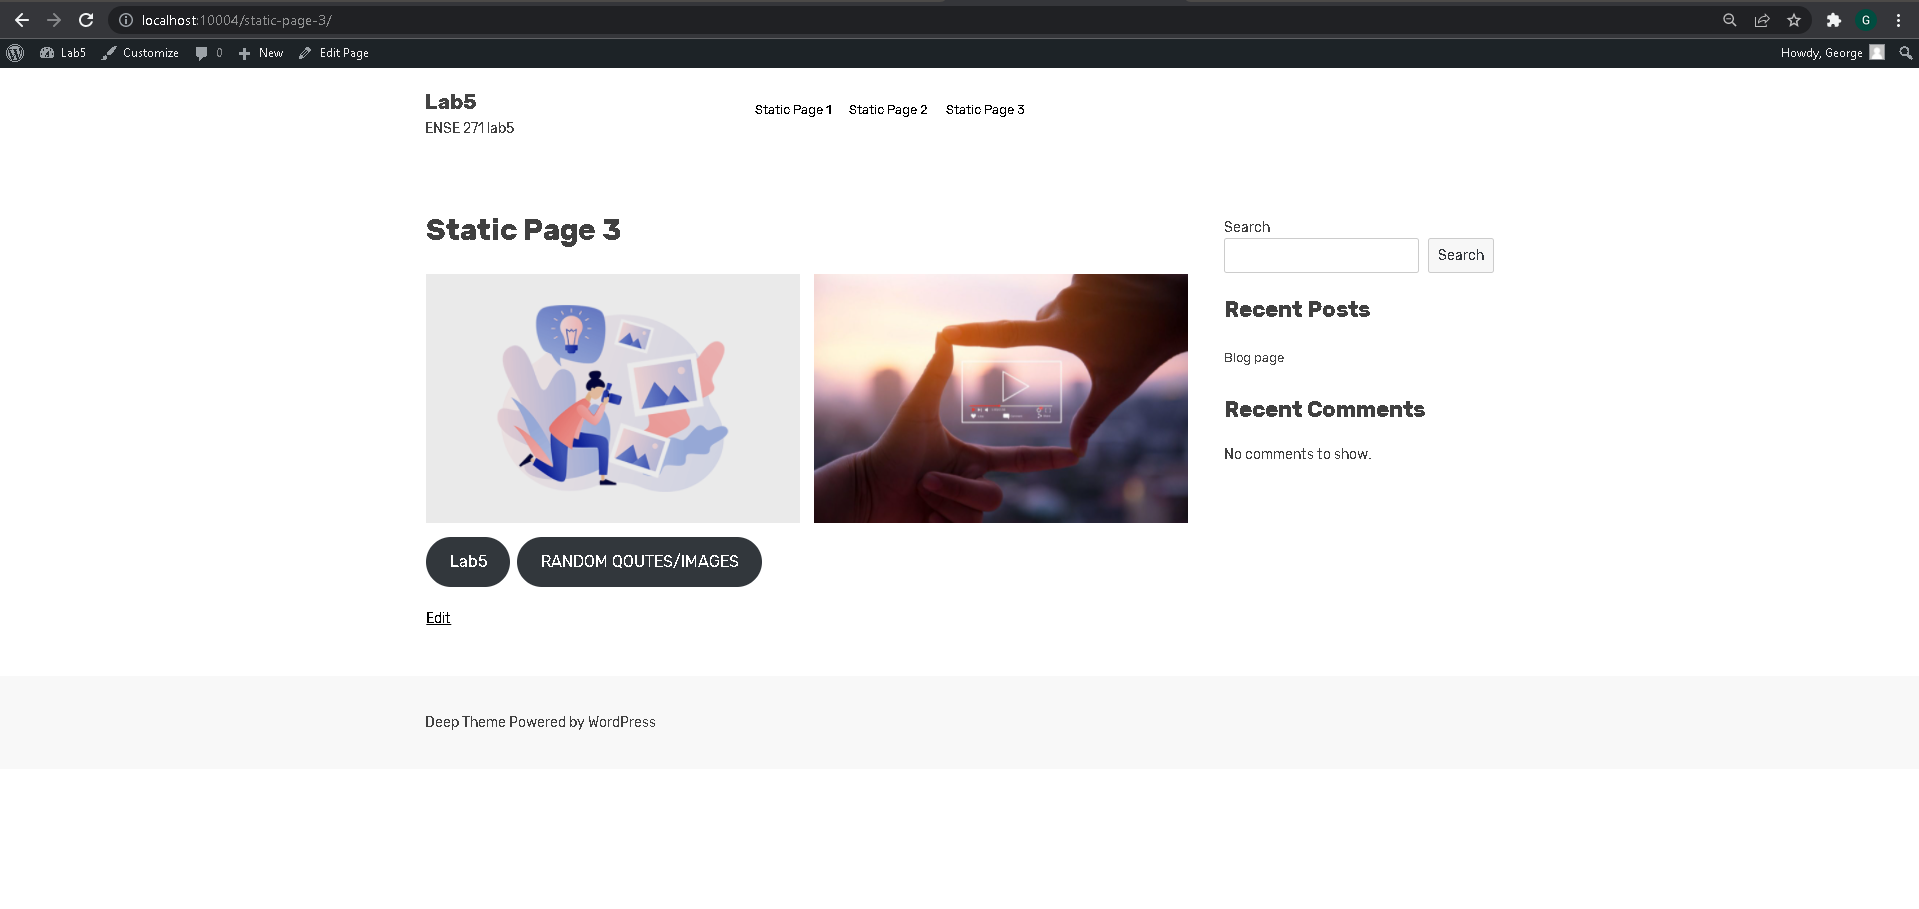 localhost:10004/static-page-3/
G
Lab5 Customize 0 New Edit Page Howdy, George
Lab5
ENSE 271 lab5
Static Page 1 Static Page 2 Static Page 3
Static Page 3
Search
Search
Recent Posts
Blog page
Recent Comments
No comments to show.
Lab5 RANDOM QOUTES/IMAGES
Edit
Deep Theme Powered by WordPress